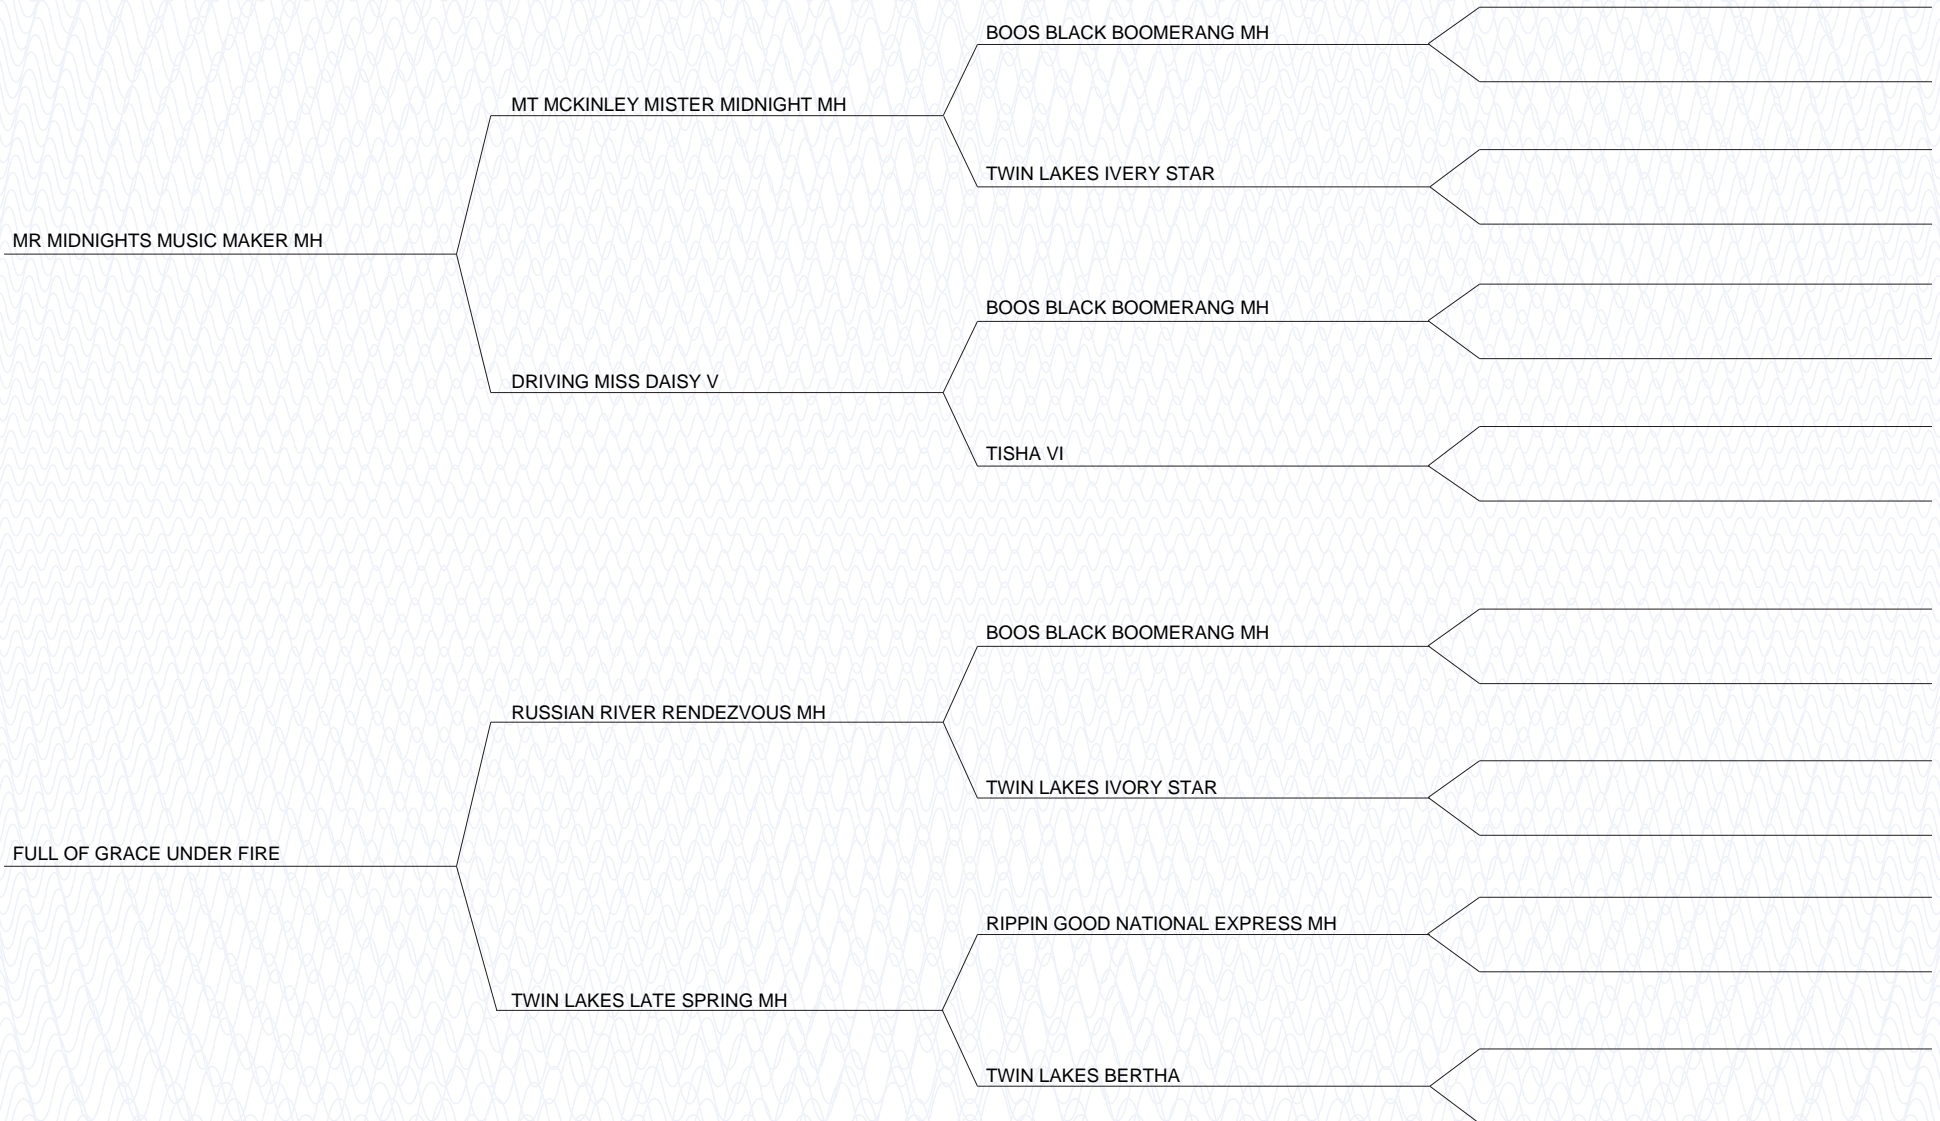 BOOS BLACK BOOMERANG MH
MT MCKINLEY MISTER MIDNIGHT MH
TWIN LAKES IVERY STAR
MR MIDNIGHTS MUSIC MAKER MH
BOOS BLACK BOOMERANG MH
DRIVING MISS DAISY V
TISHA VI
BOOS BLACK BOOMERANG MH
RUSSIAN RIVER RENDEZVOUS MH
TWIN LAKES IVORY STAR
FULL OF GRACE UNDER FIRE
RIPPIN GOOD NATIONAL EXPRESS MH
TWIN LAKES LATE SPRING MH
TWIN LAKES BERTHA